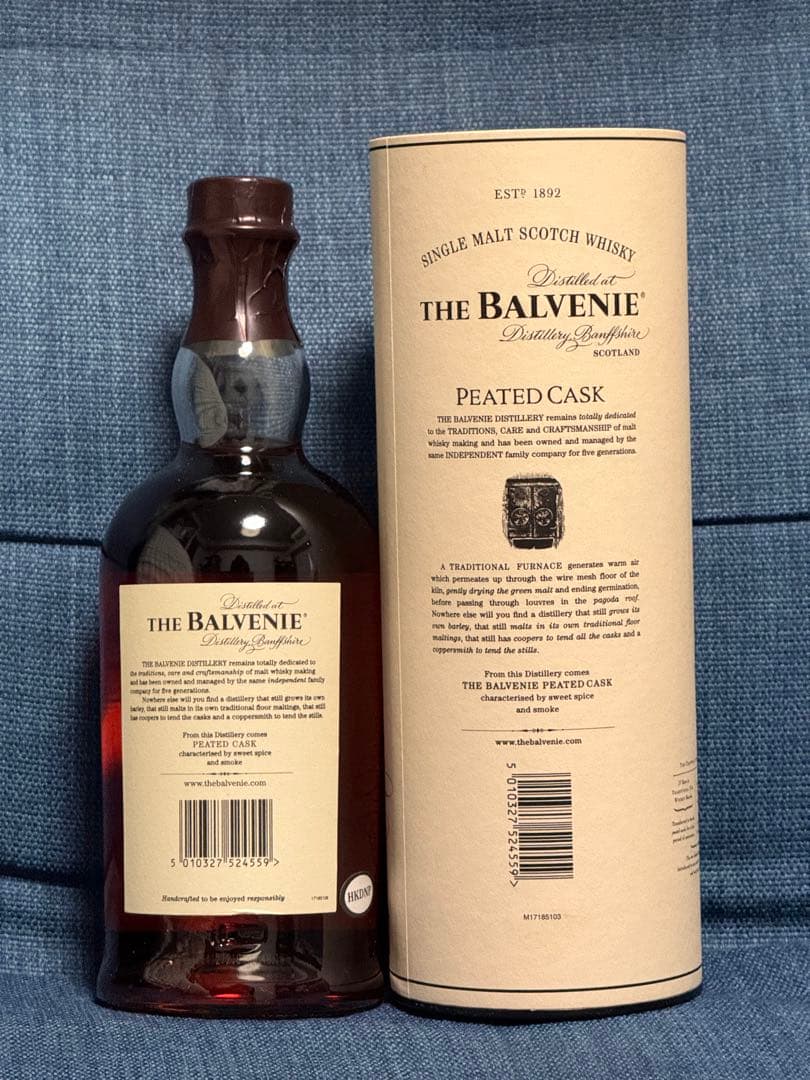 Distilled at
THE BALVENIE®
Distillery, Banffshire
THE BALVENIE DISTILLERY remains totally dedicated to
the traditions, care and craftsmanship of malt whisky making
and has been owned and managed by the same independent family
company for five generations.
Nowhere else will you find a distillery that still grows its own
barley, that still malts in its own traditional floor maltings, that still
has coopers to tend the casks and a coppersmith to tend the stills.
From this Distillery comes
PEATED CASK
characterised by sweet spice
and smoke
www.thebalvenie.com
5 010327 524559 >
Handcrafted to be enjoyed responsibly
HKDNP
ESTD 1892
SINGLE MALT SCOTCH WHISKY
Distilled at
THE BALVENIE®
Distillery, Banffshire
SCOTLAND
PEATED CASK
THE BALVENIE DISTILLERY remains totally dedicated
to the TRADITIONS, CARE and CRAFTSMANSHIP of malt
whisky making and has been owned and managed by the
same INDEPENDENT family company for five generations.
A TRADITIONAL FURNACE generates warm air
which permeates up through the wire mesh floor of the
kiln, gently drying the green malt and ending germination,
before passing through louvres in the pagoda roof.
Nowhere else will you find a distillery that still grows its
own barley, that still malts in its own traditional floor
maltings, that still has coopers to tend all the casks and a
coppersmith to tend the stills.
From this Distillery comes
THE BALVENIE PEATED CASK
characterised by sweet spice
and smoke
www.thebalvenie.com
5 010327 524559 >
M17185103